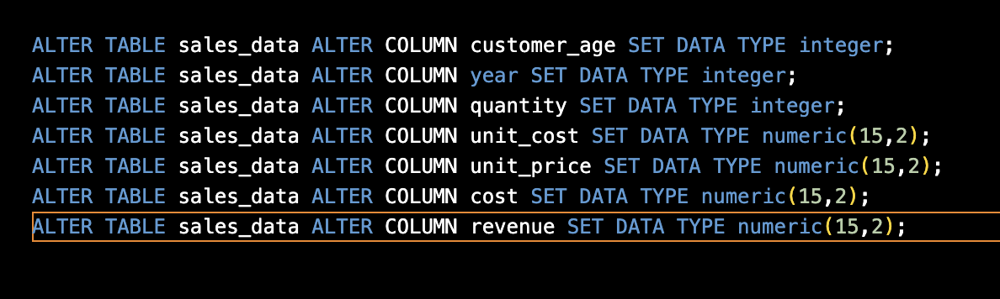 ALTER TABLE sales_data ALTER COLUMN customer_age SET DATA TYPE integer;
ALTER TABLE sales_data ALTER COLUMN year SET DATA TYPE integer;
ALTER TABLE sales_data ALTER COLUMN quantity SET DATA TYPE integer;
ALTER TABLE sales_data ALTER COLUMN unit_cost SET DATA TYPE numeric(15,2);
ALTER TABLE sales_data ALTER COLUMN unit_price SET DATA TYPE numeric(15,2);
ALTER TABLE sales_data ALTER COLUMN cost SET DATA TYPE numeric(15,2);
ALTER TABLE sales_data ALTER COLUMN revenue SET DATA TYPE numeric(15,2);